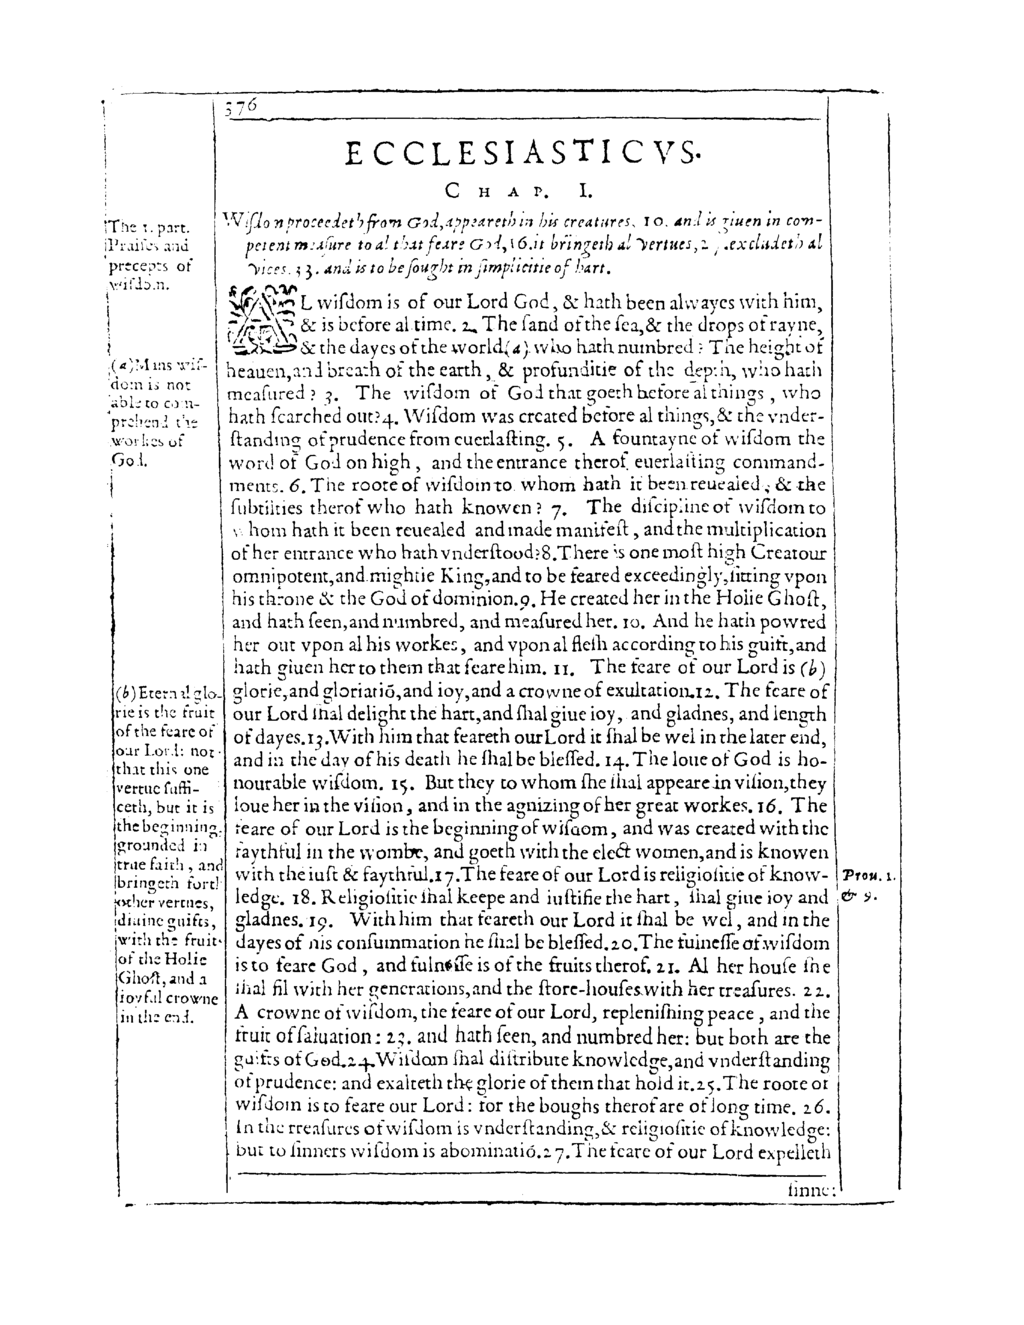 376
ECCLESIASTICVS.
CHAP. I.
Wiſdom proceedeth from God, appeareth in his creatures, 10. and is giuen in com-
petent meaſure to al that feare God, 16. it bringeth al vertues, 2 . excludeth al
vices. 33. and is to be ſought in ſimplicitie of hart.
AL wiſdom is of our Lord God, & hath been alwayes with him,
& is before al time. 2. The ſand of the ſea, & the drops of rayne,
& the dayes of the world (a) who hath numbred? The height of
heauen, and breath of the earth, & profunditie of the depth, who hath
meaſured? 3. The wiſdom of God that goeth before al things, who
hath ſearched out? 4. Wiſdom was created before al things, & the vnder-
ſtanding of prudence from euerlaſting. 5. A fountayne of wiſdom the
word of God on high, and the entrance therof euerlaſting command-
ments. 6. The roote of wiſdom to whom hath it been reuealed, & the
ſubtilties therof who hath knowen? 7. The diſcipline of wiſdom to
whom hath it been reuealed and made manifeſt, and the multiplication
of her entrance who hath vnderſtood? 8. There is one moſt high Creatour
omnipotent, and mightie King, and to be feared exceedingly, ſitting vpon
his throne & the God of dominion. 9. He created her in the Holie Ghoſt,
and hath ſeen, and numbred, and meaſured her. 10. And he hath powred
her out vpon al his workes, and vpon al fleſh according to his guift, and
hath giuen her to them that feare him. 11. The feare of our Lord is (b)
glorie, and gloriatiō, and ioy, and a crowne of exultation. 12. The feare of
our Lord ſhal delight the hart, and ſhal giue ioy, and gladnes, and length
of dayes. 13. With him that feareth our Lord it ſhal be wel in the later end,
and in the day of his death he ſhal be bleſſed. 14. The loue of God is ho-
nourable wiſdom. 15. But they to whom ſhe ſhal appeare in viſion, they
loue her in the viſion, and in the agnizing of her great workes. 16. The
feare of our Lord is the beginning of wiſdom, and was created with the
faythful in the wombe, and goeth with the elect women, and is knowen
with the iuſt & faythful. 17. The feare of our Lord is religioſitie of know-
ledge. 18. Religioſitie ſhal keepe and iuſtifie the hart, ſhal giue ioy and
gladnes. 19. With him that feareth our Lord it ſhal be wel, and in the
dayes of his conſummation he ſhal be bleſſed. 20. The fulneſſe of wiſdom
is to feare God, and fulneſſe is of the fruits therof. 21. Al her houſe ſhe
ſhal fil with her generations, and the ſtore-houſes with her treaſures. 22.
A crowne of wiſdom, the feare of our Lord, repleniſhing peace, and the
fruit of ſaluation: 23. and hath ſeen, and numbred her: but both are the
guifts of God. 24. Wiſdom ſhal diſtribute knowledge, and vnderſtanding
of prudence: and exalteth the glorie of them that hold it. 25. The roote of
wiſdom is to feare our Lord: for the boughs therof are of long time. 26.
In the treaſures of wiſdom is vnderſtanding, & religioſitie of knowledge:
but to ſinners wiſdom is abominatiō. 27. The feare of our Lord expelleth
ſinne:
The 1. part.
Praiſes and
precepts of
wiſdom.
(a) Mans wiſ-
dom is not
able to com-
prehend the
workes of
God.
(b) Eternal glo-
rie is the fruit
of the feare of
our Lord: not
that this one
vertue ſuffi-
ceth, but it is
the beginning,
grounded in
true faith, and
bringeth forth
other vertues,
diuine guifts,
with the fruits
of the Holie
Ghoſt, and a
ioyful crowne
in the end.
Prou. 1.
& 9.